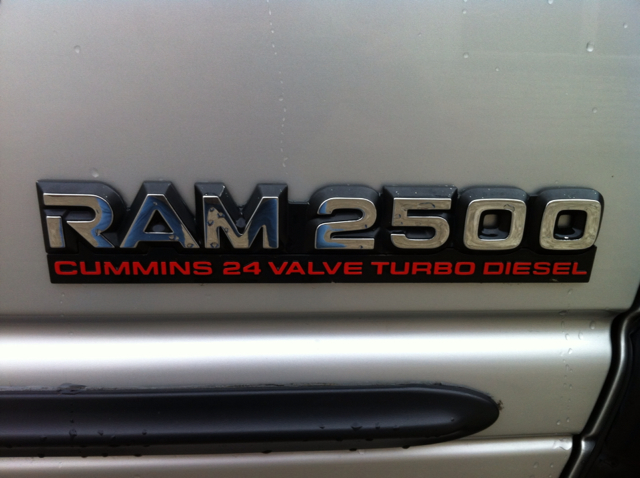 RAM 2500
CUMMINS 24 VALVE TURBO DIESEL